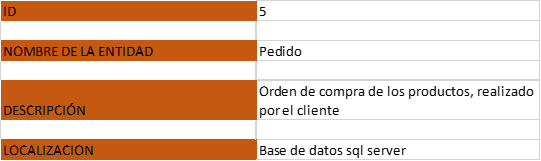 ID 5
NOMBRE DE LA ENTIDAD Pedido
Orden de compra de los productos, realizado
DESCRIPCIÓN por el cliente
LOCALIZACION Base de datos sql server